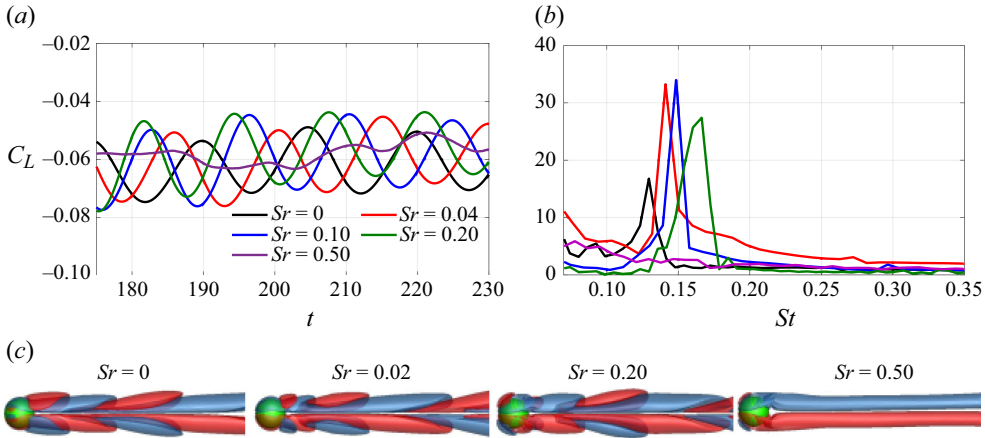 (a)
–0.02
–0.04
–0.06
–0.08
–0.10
C_L
Sr = 0
Sr = 0.04
Sr = 0.10
Sr = 0.20
Sr = 0.50
180 190 200 210 220 230
t
(b)
40
30
20
10
0
0.10 0.15 0.20 0.25 0.30 0.35
St
(c)
Sr = 0
Sr = 0.02
Sr = 0.20
Sr = 0.50